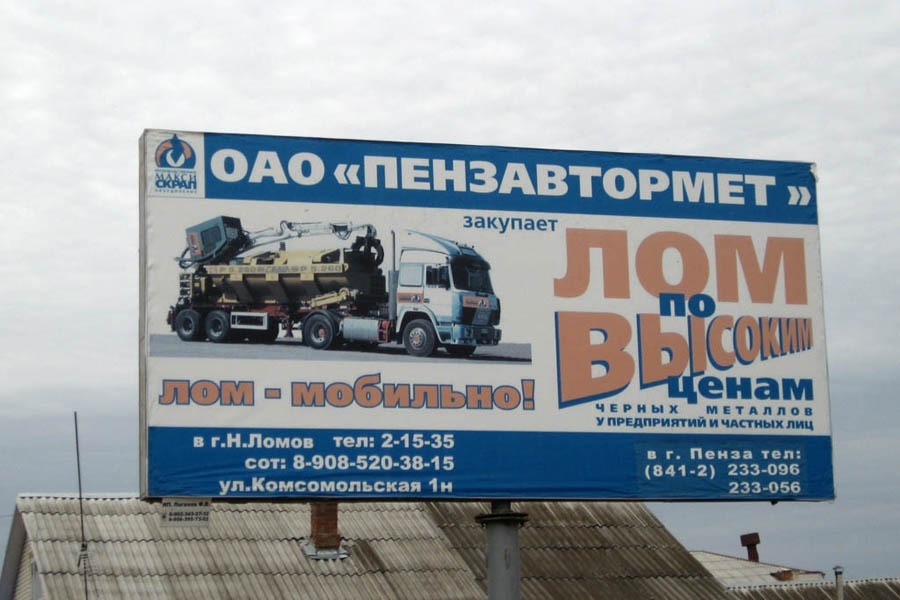 МАКСИ
СКРАП
ОБЪЕДИНЕНИЕ
ОАО «ПЕНЗАВТОРМЕТ »
закупает
ЛОМ
по
ВЫСОКИМ
ценам
ЧЕРНЫХ МЕТАЛЛОВ
У ПРЕДПРИЯТИЙ И ЧАСТНЫХ ЛИЦ
лом - мобильно!
в г.Н.Ломов тел: 2-15-35
сот: 8-908-520-38-15
ул.Комсомольская 1н
в г. Пенза тел:
(841-2) 233-096
233-056